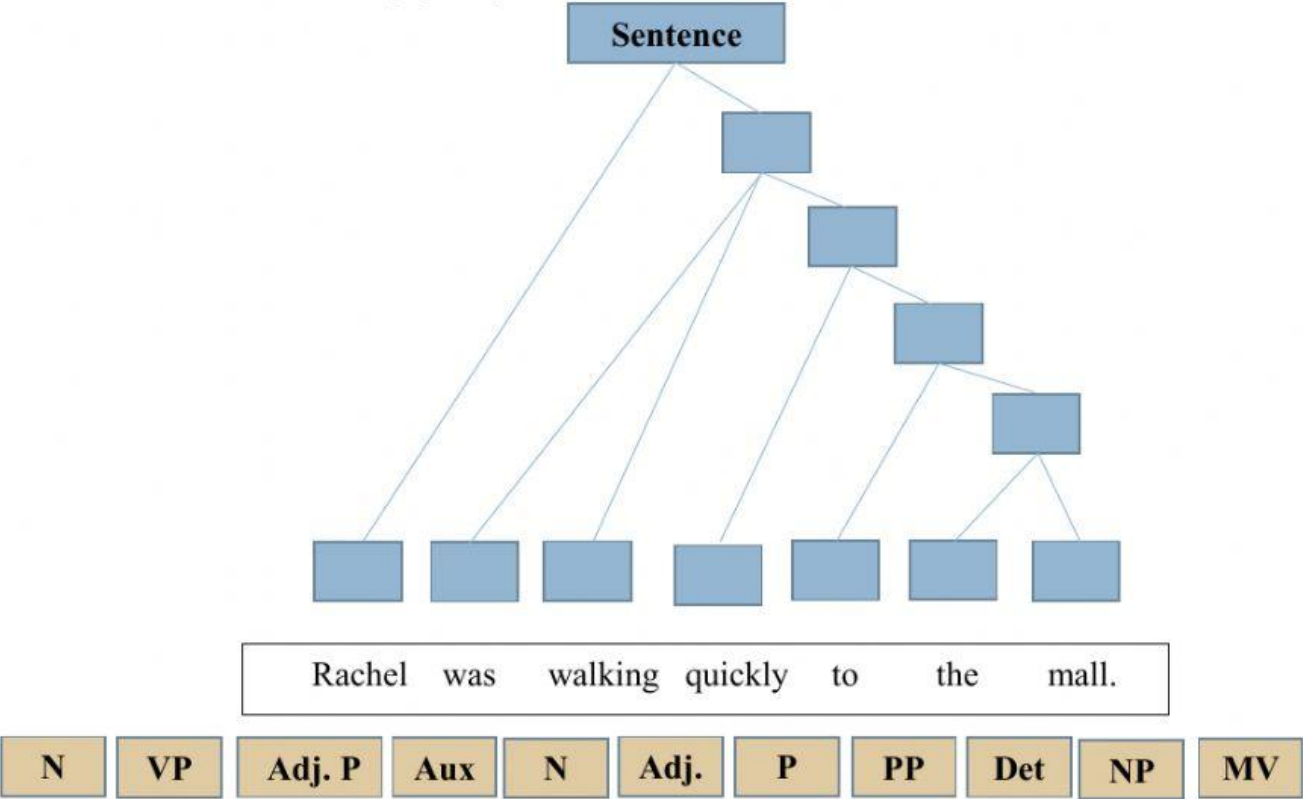 Sentence
Rachel was walking quickly to the mall.
N VP Adj. P Aux N Adj. P PP Det NP MV